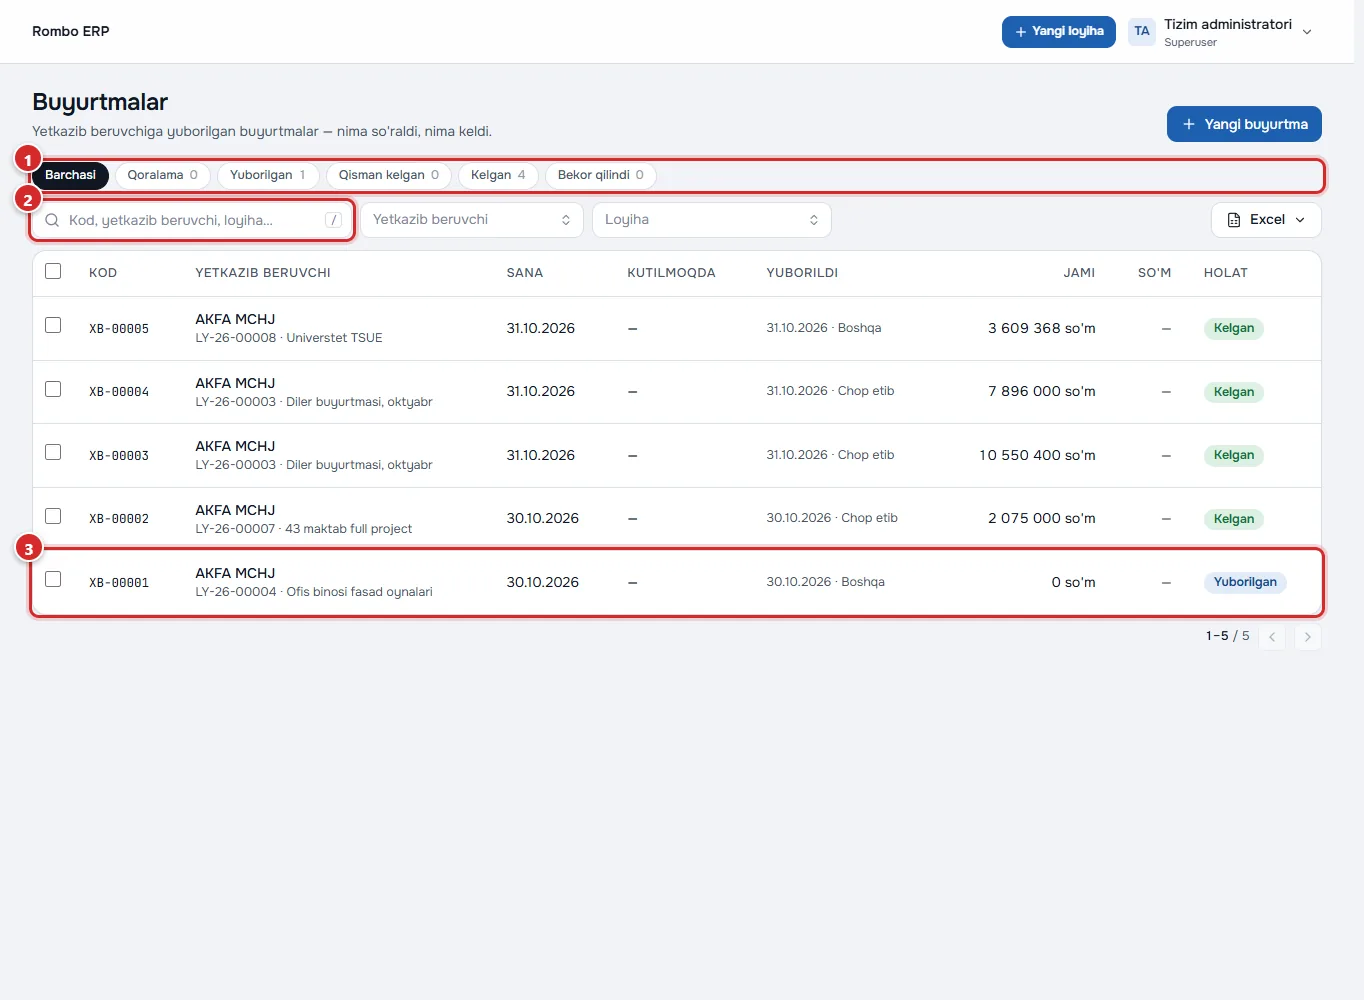 Rombo ERP
+ Yangi loyiha
TA
Tizim administratori
Superuser
Buyurtmalar
Yetkazib beruvchiga yuborilgan buyurtmalar — nima so'raldi, nima keldi.
+ Yangi buyurtma
1
Barchasi
Qoralama 0
Yuborilgan 1
Qisman kelgan 0
Kelgan 4
Bekor qilindi 0
2
Kod, yetkazib beruvchi, loyiha... /
Yetkazib beruvchi
Loyiha
Excel
KOD YETKAZIB BERUVCHI SANA KUTILMOQDA YUBORILDI JAMI SO'M HOLAT
XB-00005 AKFA MCHJ 31.10.2026 — 31.10.2026 · Boshqa 3 609 368 so'm — Kelgan
LY-26-00008 · Universtet TSUE
XB-00004 AKFA MCHJ 31.10.2026 — 31.10.2026 · Chop etib 7 896 000 so'm — Kelgan
LY-26-00003 · Diler buyurtmasi, oktyabr
XB-00003 AKFA MCHJ 31.10.2026 — 31.10.2026 · Chop etib 10 550 400 so'm — Kelgan
LY-26-00003 · Diler buyurtmasi, oktyabr
XB-00002 AKFA MCHJ 30.10.2026 — 30.10.2026 · Chop etib 2 075 000 so'm — Kelgan
LY-26-00007 · 43 maktab full project
3
XB-00001 AKFA MCHJ 30.10.2026 — 30.10.2026 · Boshqa 0 so'm — Yuborilgan
LY-26-00004 · Ofis binosi fasad oynalari
1–5 / 5